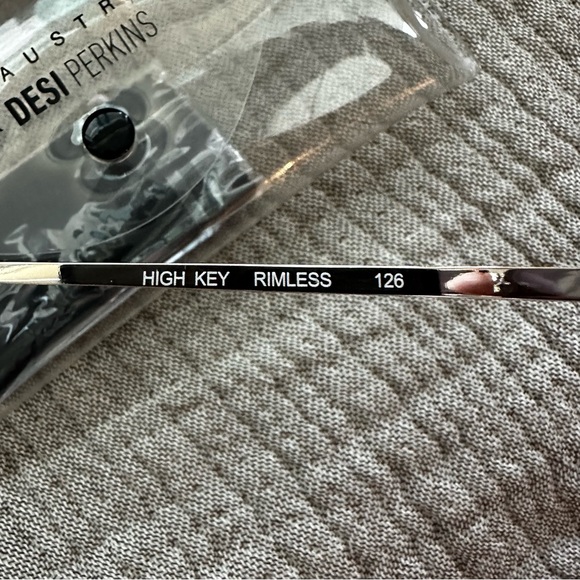 AUSTR
DESI PERKINS
HIGH KEY RIMLESS 126